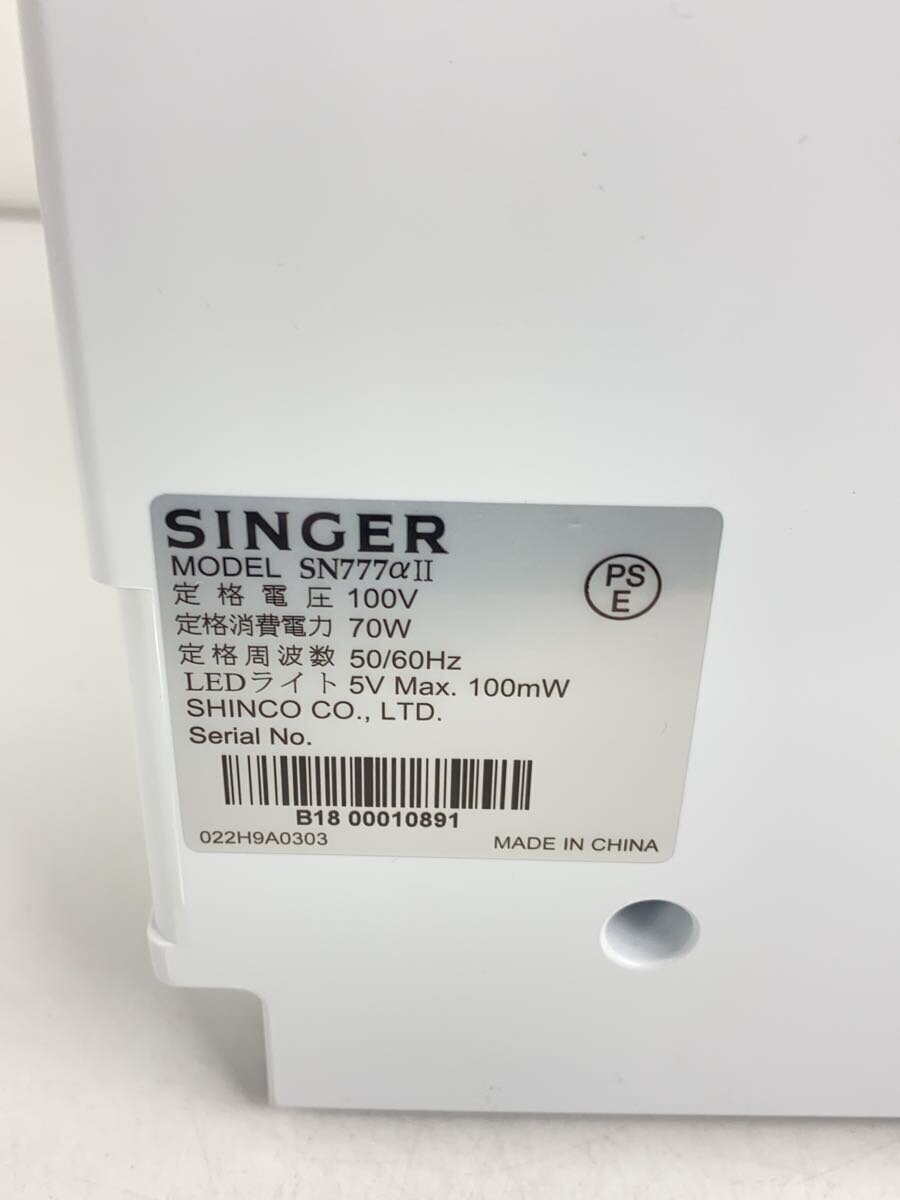 SINGER
MODEL SN777αII
PS
E
定格電圧 100V
定格消費電力 70W
定格周波数 50/60Hz
LEDライト 5V Max. 100mW
SHINCO CO., LTD.
Serial No.
B18 00010891
022H9A0303
MADE IN CHINA